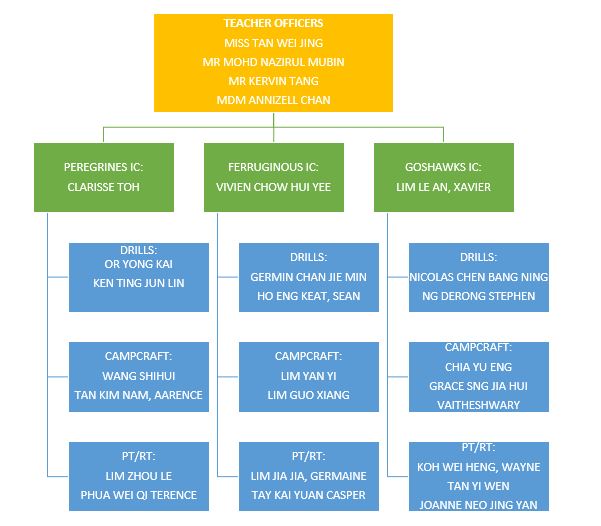 TEACHER OFFICERS
MISS TAN WEI JING
MR MOHD NAZIRUL MUBIN
MR KERVIN TANG
MDM ANNIZELL CHAN
PEREGRINES IC:
CLARISSE TOH
FERRUGINOUS IC:
VIVIEN CHOW HUI YEE
GOSHAWKS IC:
LIM LE AN, XAVIER
DRILLS:
OR YONG KAI
KEN TING JUN LIN
DRILLS:
GERMIN CHAN JIE MIN
HO ENG KEAT, SEAN
DRILLS:
NICOLAS CHEN BANG NING
NG DERONG STEPHEN
CAMPCRAFT:
WANG SHIHUI
TAN KIM NAM, AARENCE
CAMPCRAFT:
LIM YAN YI
LIM GUO XIANG
CAMPCRAFT:
CHIA YU ENG
GRACE SNG JIA HUI
VAITHESHWARY
PT/RT:
LIM ZHOU LE
PHUA WEI QI TERENCE
PT/RT:
LIM JIA JIA, GERMAINE
TAY KAI YUAN CASPER
PT/RT:
KOH WEI HENG, WAYNE
TAN YI WEN
JOANNE NEO JING YAN